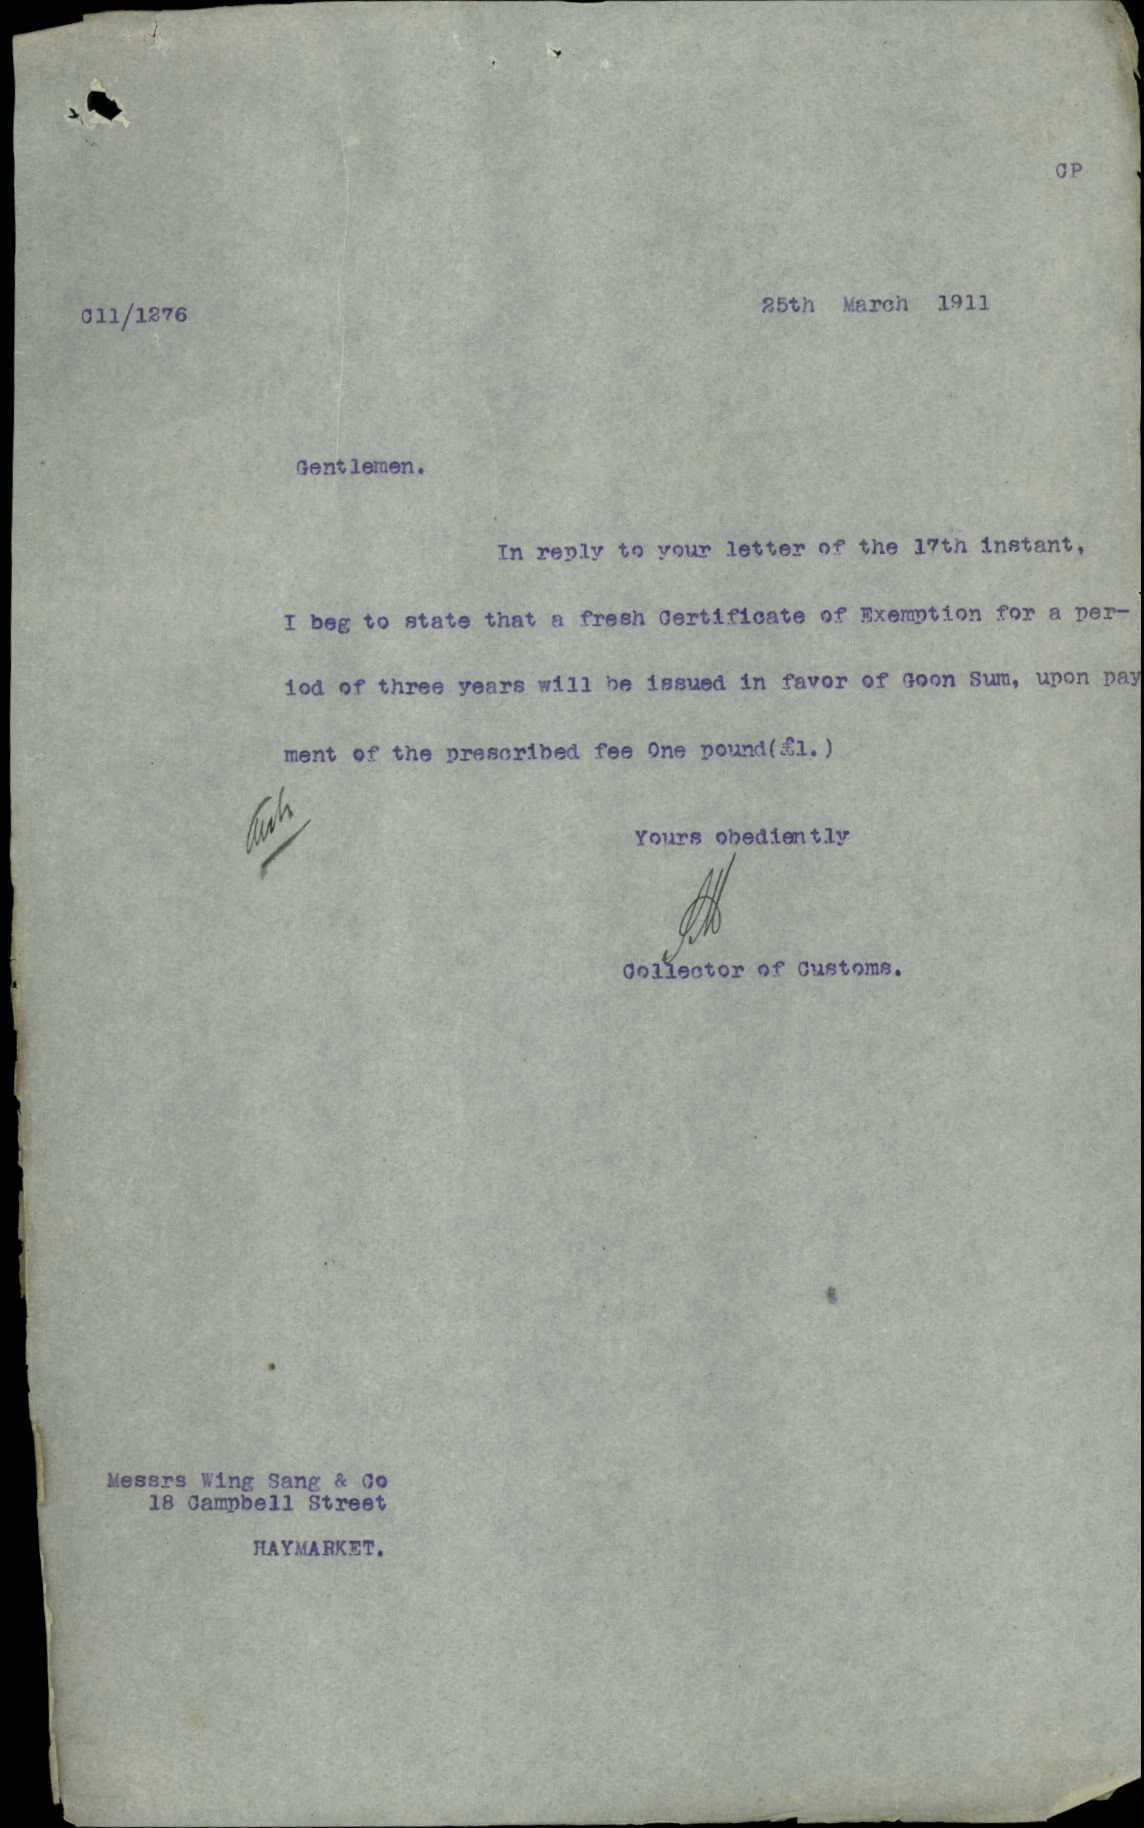 CP
C11/1276
25th March 1911
Gentlemen.
In reply to your letter of the 17th instant,
I beg to state that a fresh Certificate of Exemption for a per-
iod of three years will be issued in favor of Goon Sum, upon pay
ment of the prescribed fee One pound(£1.)
Yours obediently
Collector of Customs.
Messrs Wing Sang & Co
18 Campbell Street
HAYMARKET.